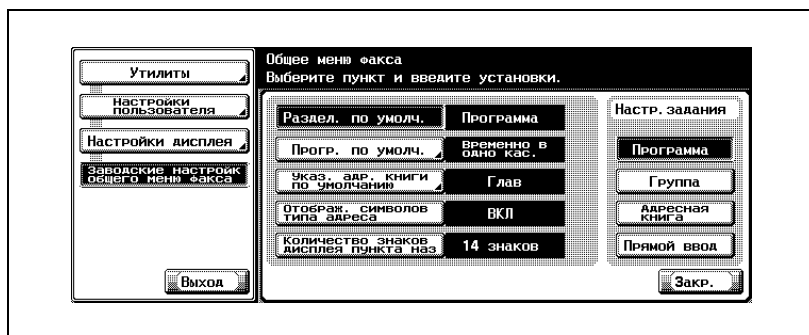 Утилиты
Настройки
пользователя
Настройки дисплея
Заводские настройк
общего меню факса
Выход
Общее меню факса
Выберите пункт и введите установки.
Раздел. по умолч.
Программа
Прогр. по умолч.
Временно в
одно кас.
Указ. адр. книги
по умолчанию
Глав
Отображ. символов
типа адреса
ВКЛ
Количество знаков
дисплея пункта наз
14 знаков
Настр. задания
Программа
Группа
Адресная
книга
Прямой ввод
Закр.